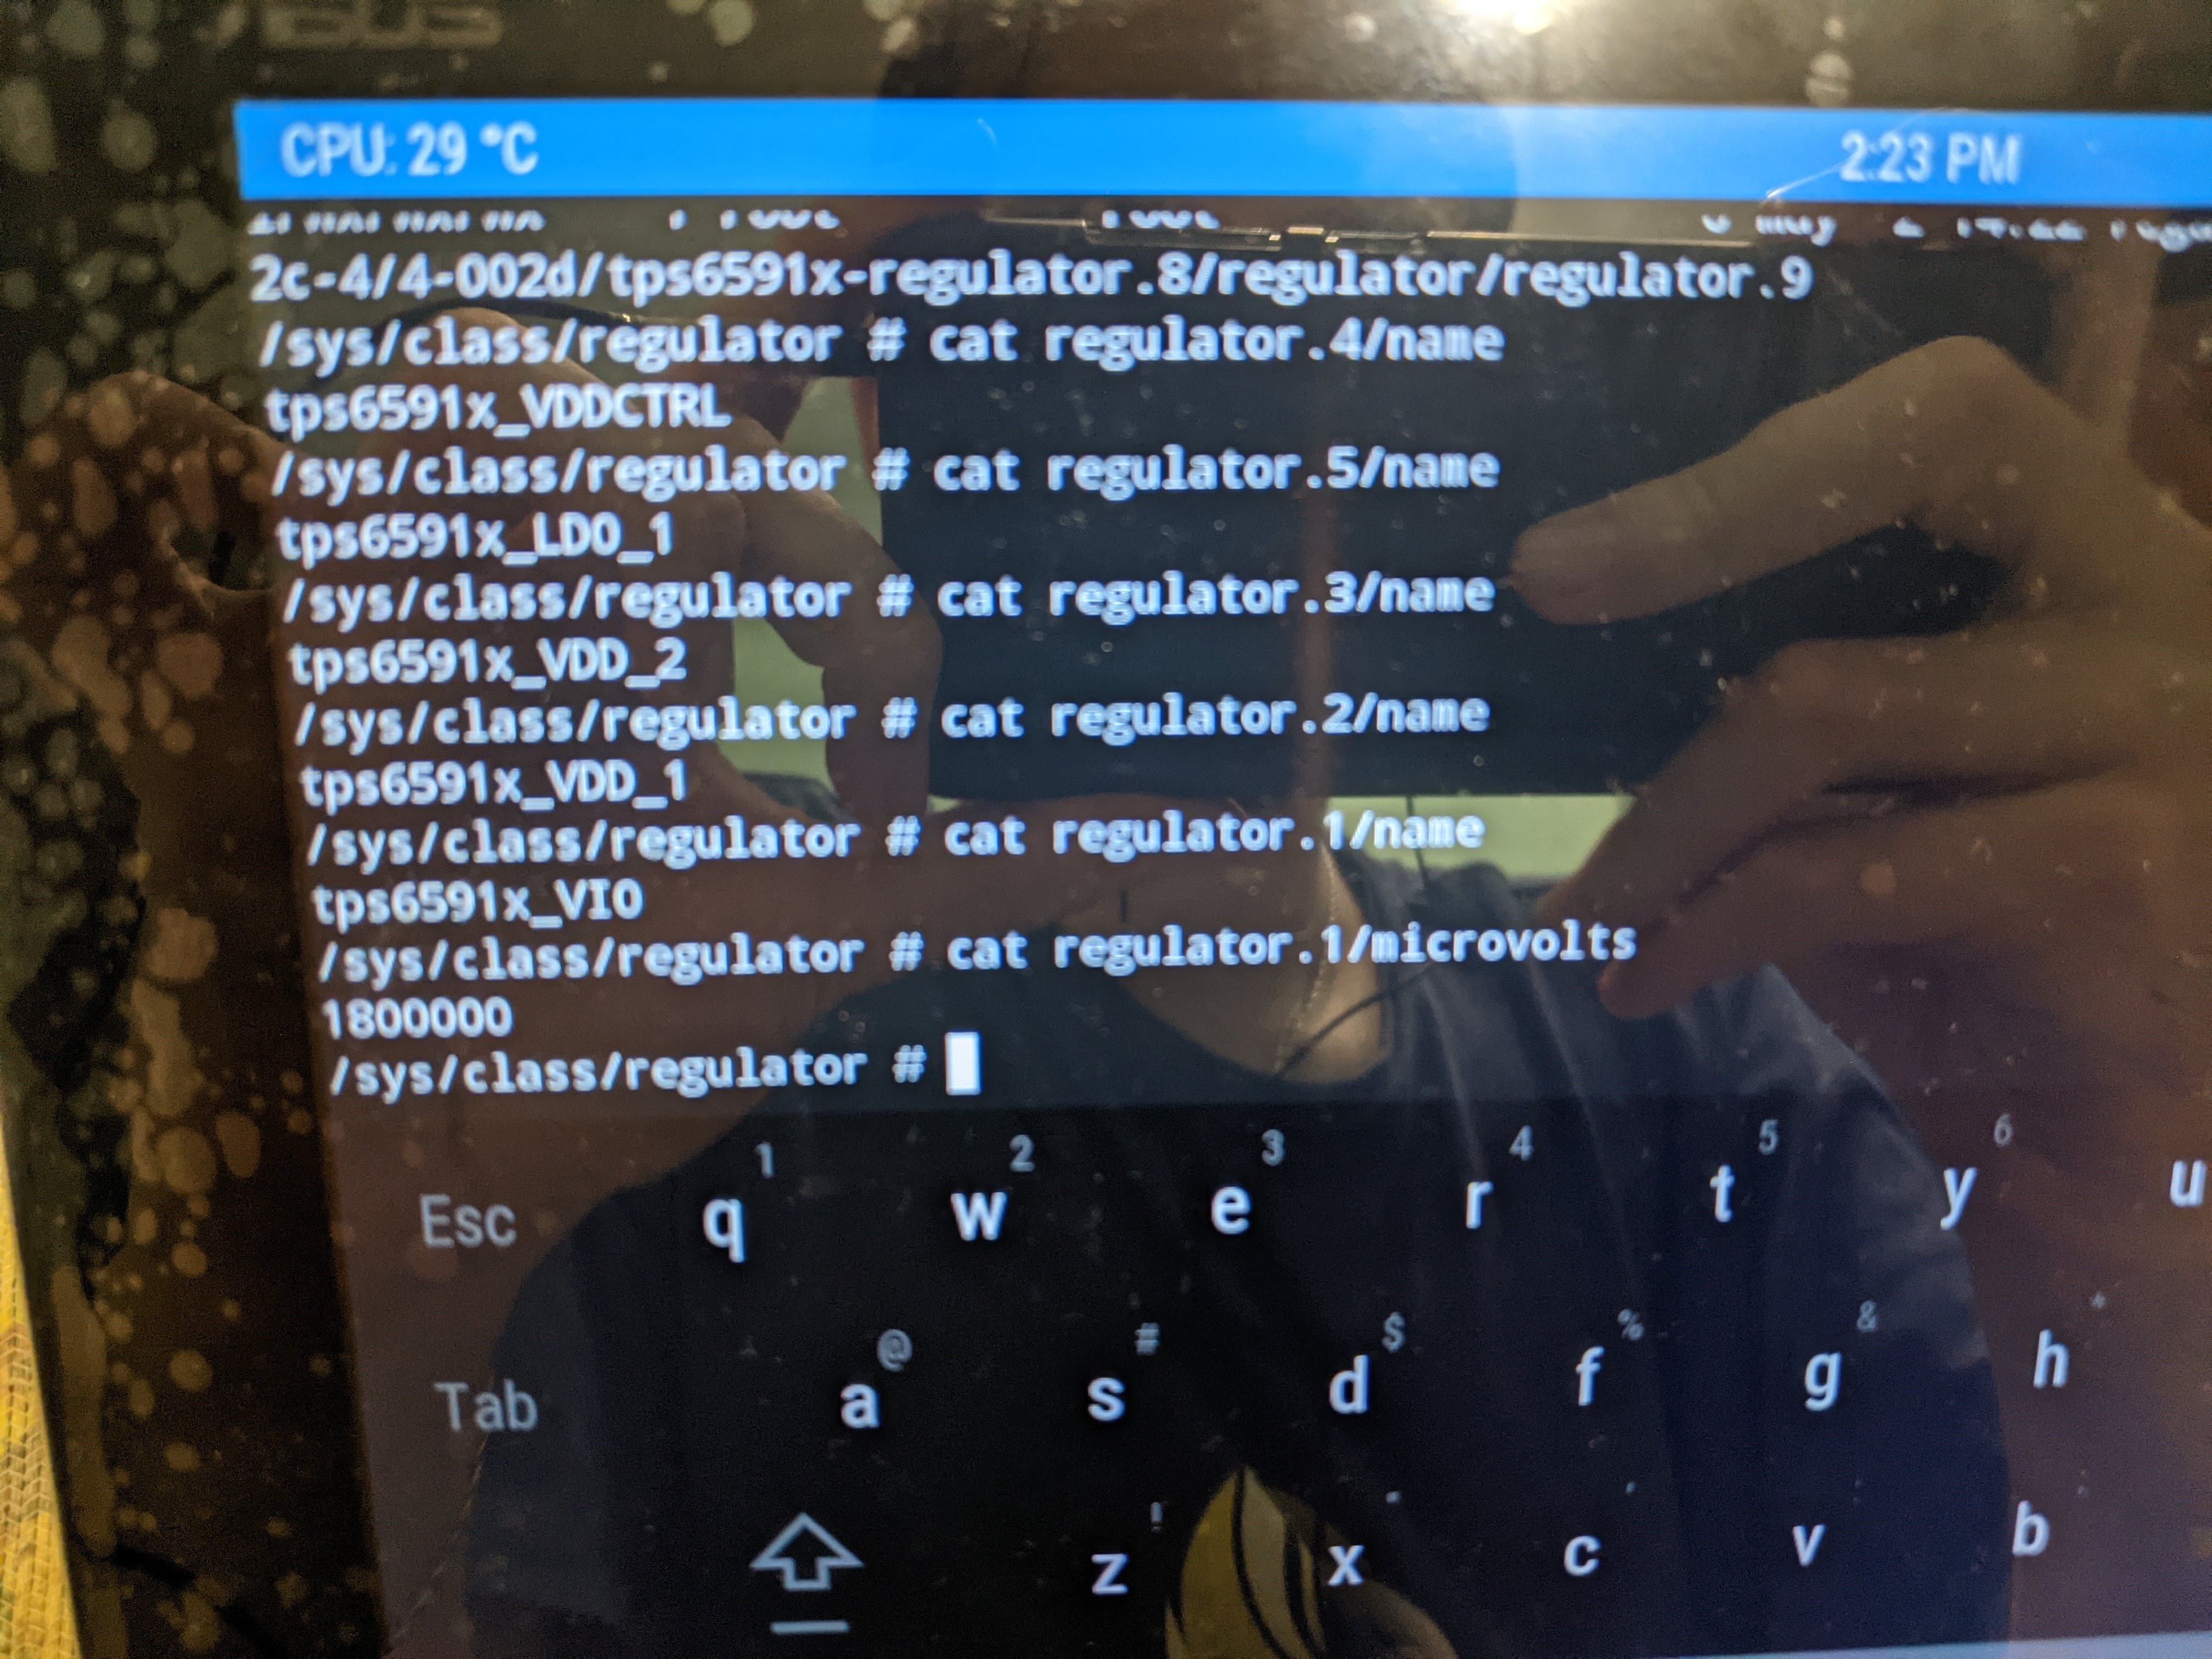 ASUS
CPU: 29 °C 2:23 PM
2c-4/4-002d/tps6591x-regulator.8/regulator/regulator.9
/sys/class/regulator # cat regulator.4/name
tps6591x_VDDCTRL
/sys/class/regulator # cat regulator.5/name
tps6591x_LDO_1
/sys/class/regulator # cat regulator.3/name
tps6591x_VDD_2
/sys/class/regulator # cat regulator.2/name
tps6591x_VDD_1
/sys/class/regulator # cat regulator.1/name
tps6591x_VIO
/sys/class/regulator # cat regulator.1/microvolts
1800000
/sys/class/regulator #
1 2 3 4 5 6
Esc q w e r t y u
@ # $ % & *
Tab a s d f g h
! 
z x c v b